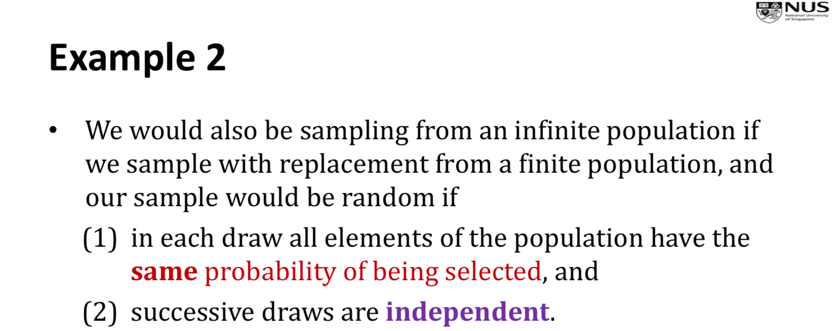 NUS
National University
of Singapore
Example 2
• We would also be sampling from an infinite population if
we sample with replacement from a finite population, and
our sample would be random if
(1) in each draw all elements of the population have the
same probability of being selected, and
(2) successive draws are independent.